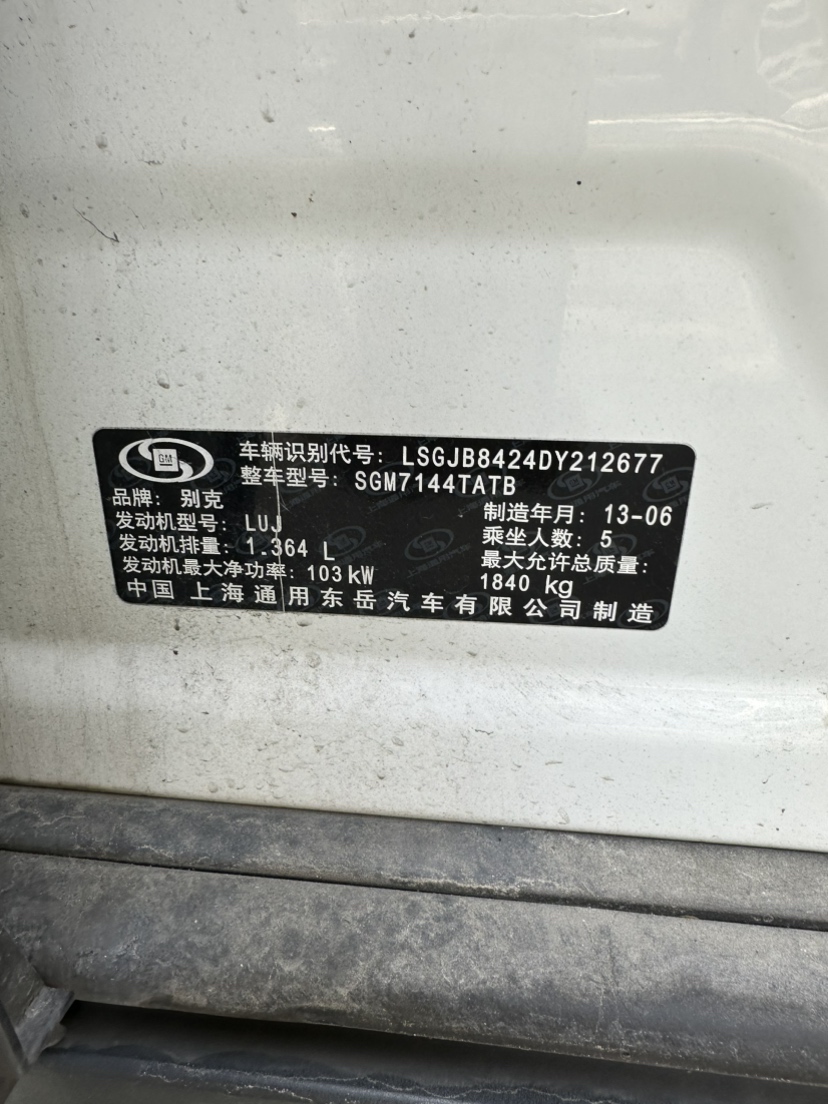 GM
车辆识别代号: LSGJB8424DY212677
整车型号: SGM7144TATB
品牌: 别克
制造年月: 13-06
发动机型号: LUJ
乘坐人数: 5
发动机排量: 1.364 L
最大允许总质量:
1840 kg
发动机最大净功率: 103kW
中国 上海通用东岳汽车有限公司制造